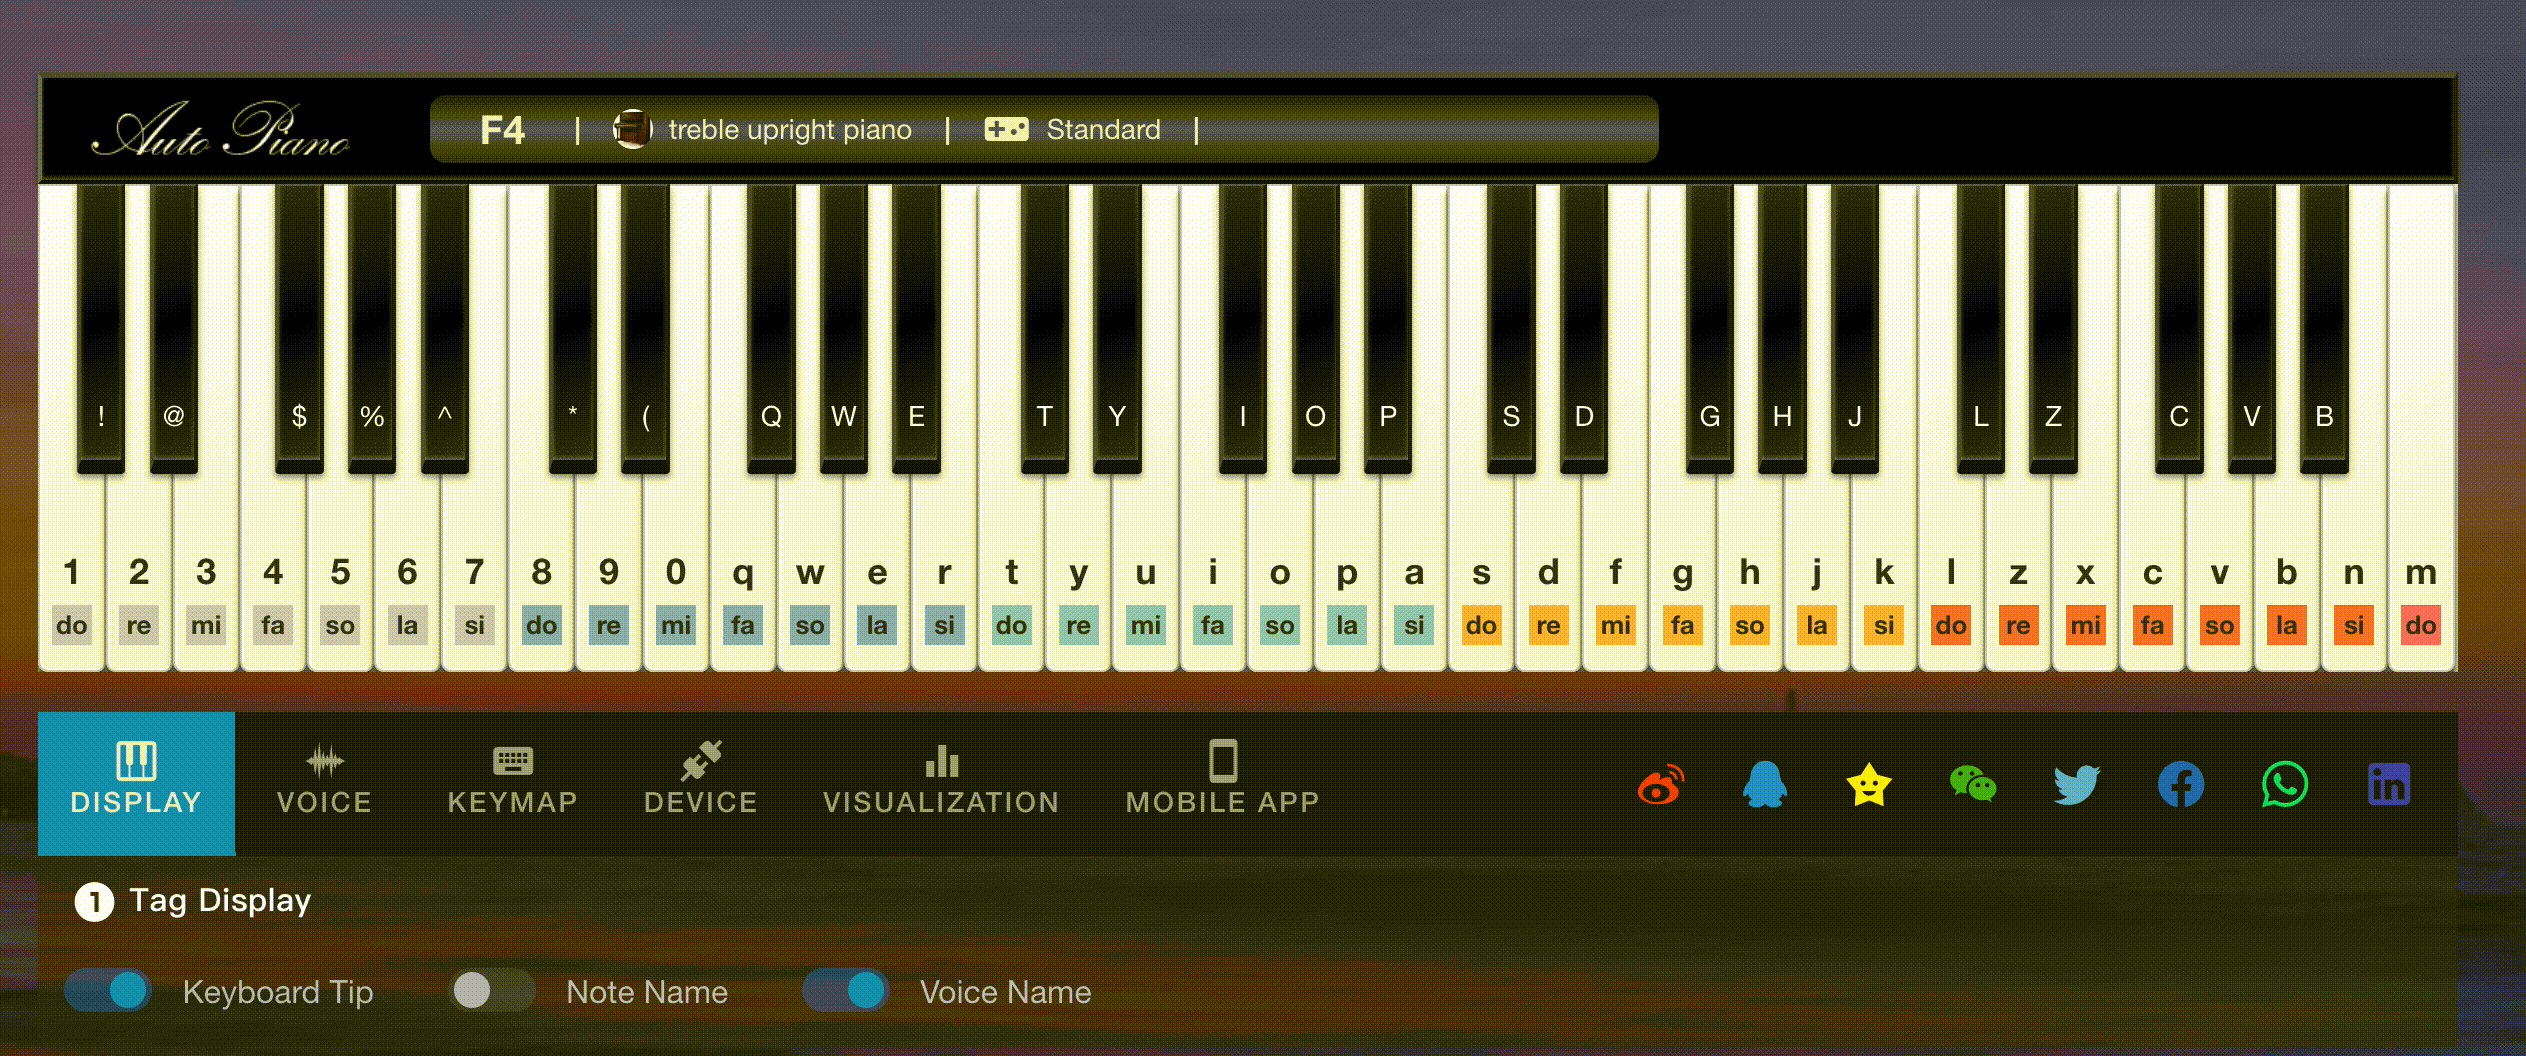 Auto Piano F4 | treble upright piano | Standard |
! @ $ % ^ * ( Q W E T Y I O P S D G H J L Z C V B
1 2 3 4 5 6 7 8 9 0 q w e r t y u i o p a s d f g h j k l z x c v b n m
do re mi fa so la si do re mi fa so la si do re mi fa so la si do re mi fa so la si do re mi fa so la si do
DISPLAY VOICE KEYMAP DEVICE VISUALIZATION MOBILE APP in
1 Tag Display
Keyboard Tip Note Name Voice Name